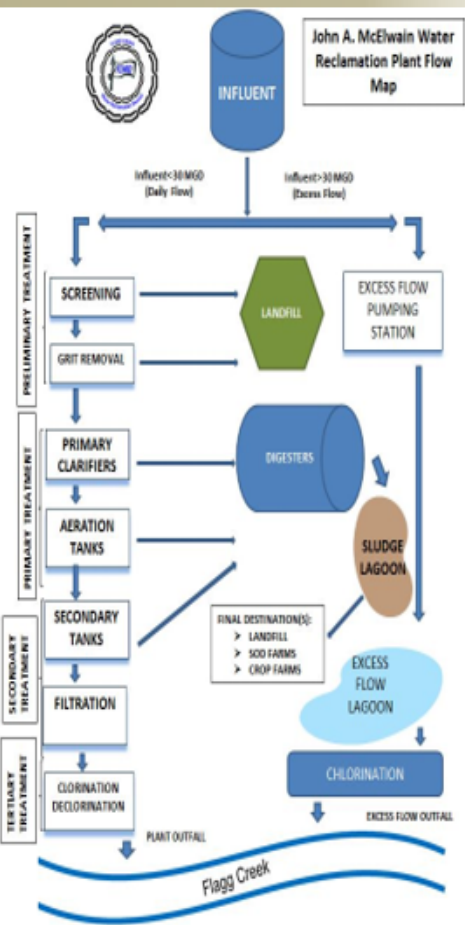 John A. McElwain Water
Reclamation Plant Flow
Map
INFLUENT
Influent<30 MGD
(Daily Flow)
Influent>30 MGD
(Excess Flow)
PRELIMINARY TREATMENT
SCREENING
GRIT REMOVAL
LANDFILL
EXCESS FLOW
PUMPING
STATION
PRIMARY TREATMENT
PRIMARY
CLARIFIERS
AERATION
TANKS
DIGESTERS
SLUDGE
LAGOON
SECONDARY
TREATMENT
SECONDARY
TANKS
FILTRATION
FINAL DESTINATION(S):
➢ LANDFILL
➢ SOD FARMS
➢ CROP FARMS
EXCESS
FLOW
LAGOON
TERTIARY
TREATMENT
CLORINATION
DECLORINATION
CHLORINATION
PLANT OUTFALL
EXCESS FLOW OUTFALL
Flagg Creek